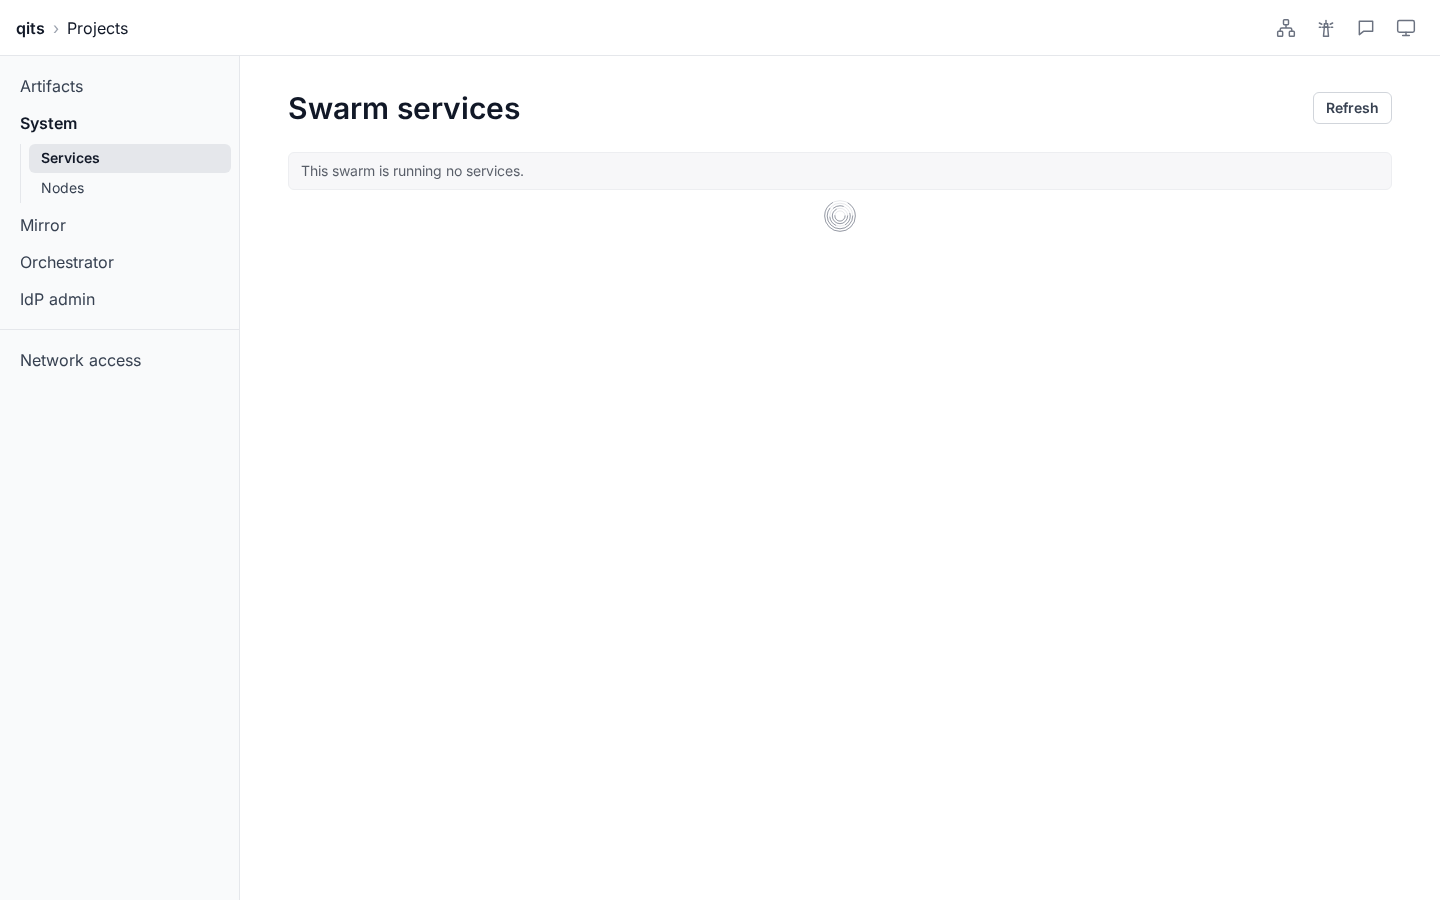 qits › Projects
Artifacts
System
Services
Nodes
Mirror
Orchestrator
IdP admin
Network access
Swarm services
Refresh
This swarm is running no services.